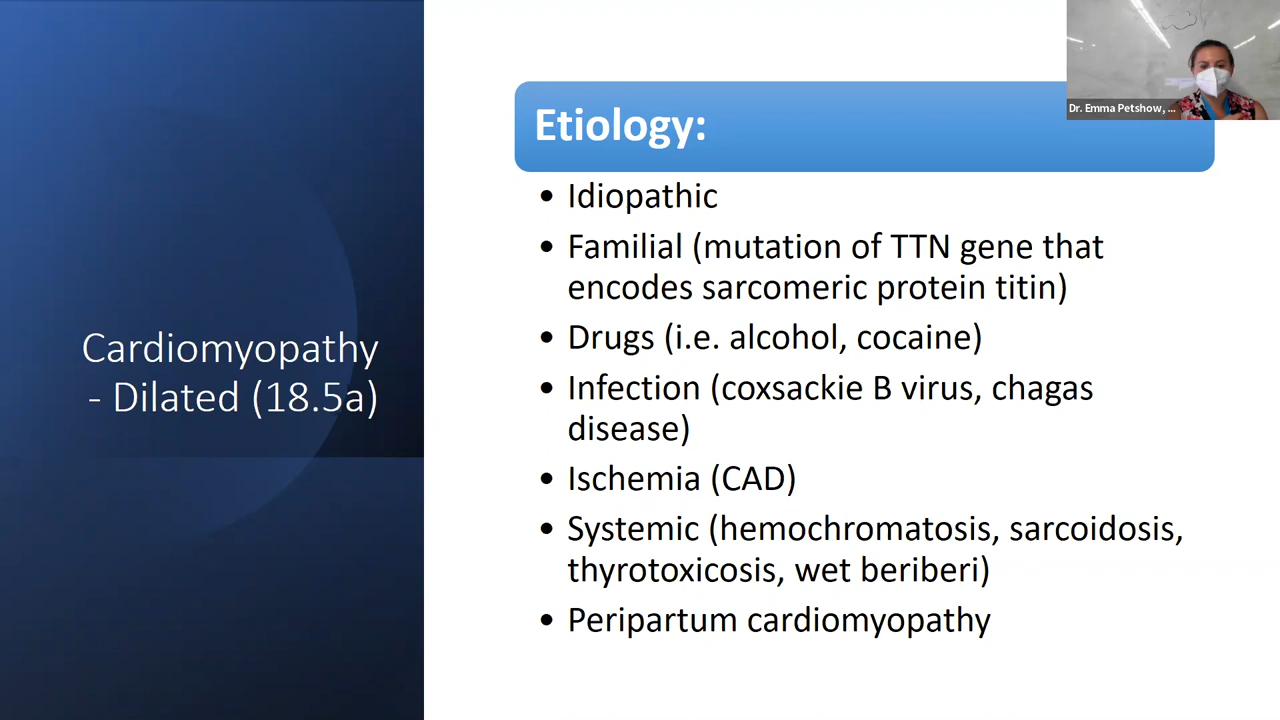 Cardiomyopathy
- Dilated (18.5a)
Etiology:
• Idiopathic
• Familial (mutation of TTN gene that
encodes sarcomeric protein titin)
• Drugs (i.e. alcohol, cocaine)
• Infection (coxsackie B virus, chagas
disease)
• Ischemia (CAD)
• Systemic (hemochromatosis, sarcoidosis,
thyrotoxicosis, wet beriberi)
• Peripartum cardiomyopathy
Dr. Emma Petshow, ...